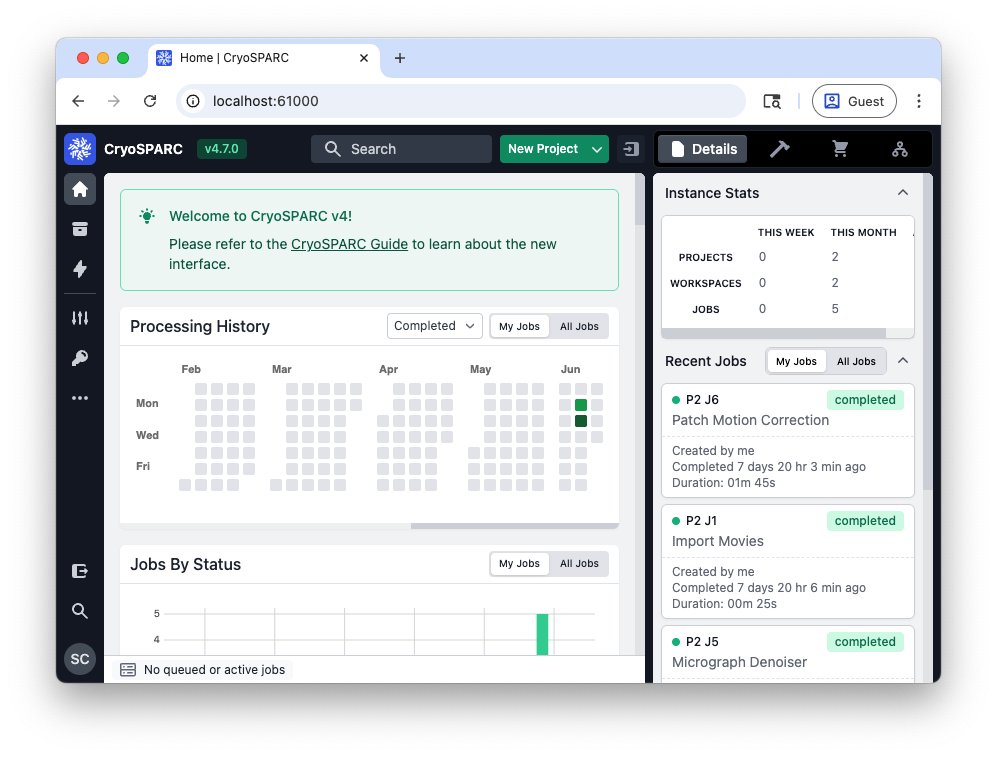 Home | CryoSPARC
localhost:61000
Guest
CryoSPARC
v4.7.0
Search
New Project
Details
Welcome to CryoSPARC v4!
Please refer to the CryoSPARC Guide to learn about the new
interface.
Processing History
Completed
My Jobs
All Jobs
Feb
Mar
Apr
May
Jun
Mon
Wed
Fri
Jobs By Status
My Jobs
All Jobs
5
4
SC
No queued or active jobs
Instance Stats
THIS WEEK THIS MONTH
PROJECTS 0 2
WORKSPACES 0 2
JOBS 0 5
Recent Jobs
My Jobs
All Jobs
P2 J6
completed
Patch Motion Correction
Created by me
Completed 7 days 20 hr 3 min ago
Duration: 01m 45s
P2 J1
completed
Import Movies
Created by me
Completed 7 days 20 hr 6 min ago
Duration: 00m 25s
P2 J5
completed
Micrograph Denoiser